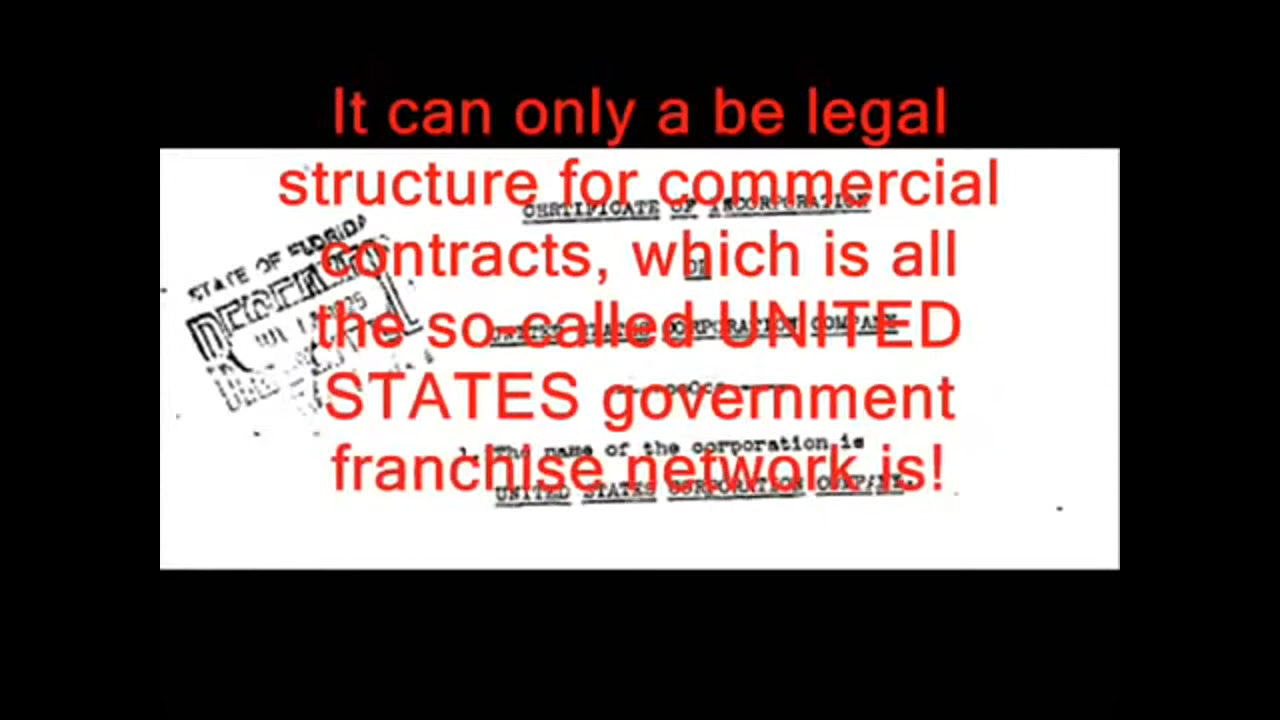 It can only a be legal
structure for commercial
CERTIFICATE OF INCORPORATION
STATE OF FLORIDA
contracts, which is all
OF
the so-called UNITED
UNITED STATES CORPORATION COMPANY
STATES government
1. The name of the corporation is
franchise network is!
UNITED STATES CORPORATION COMPANY.